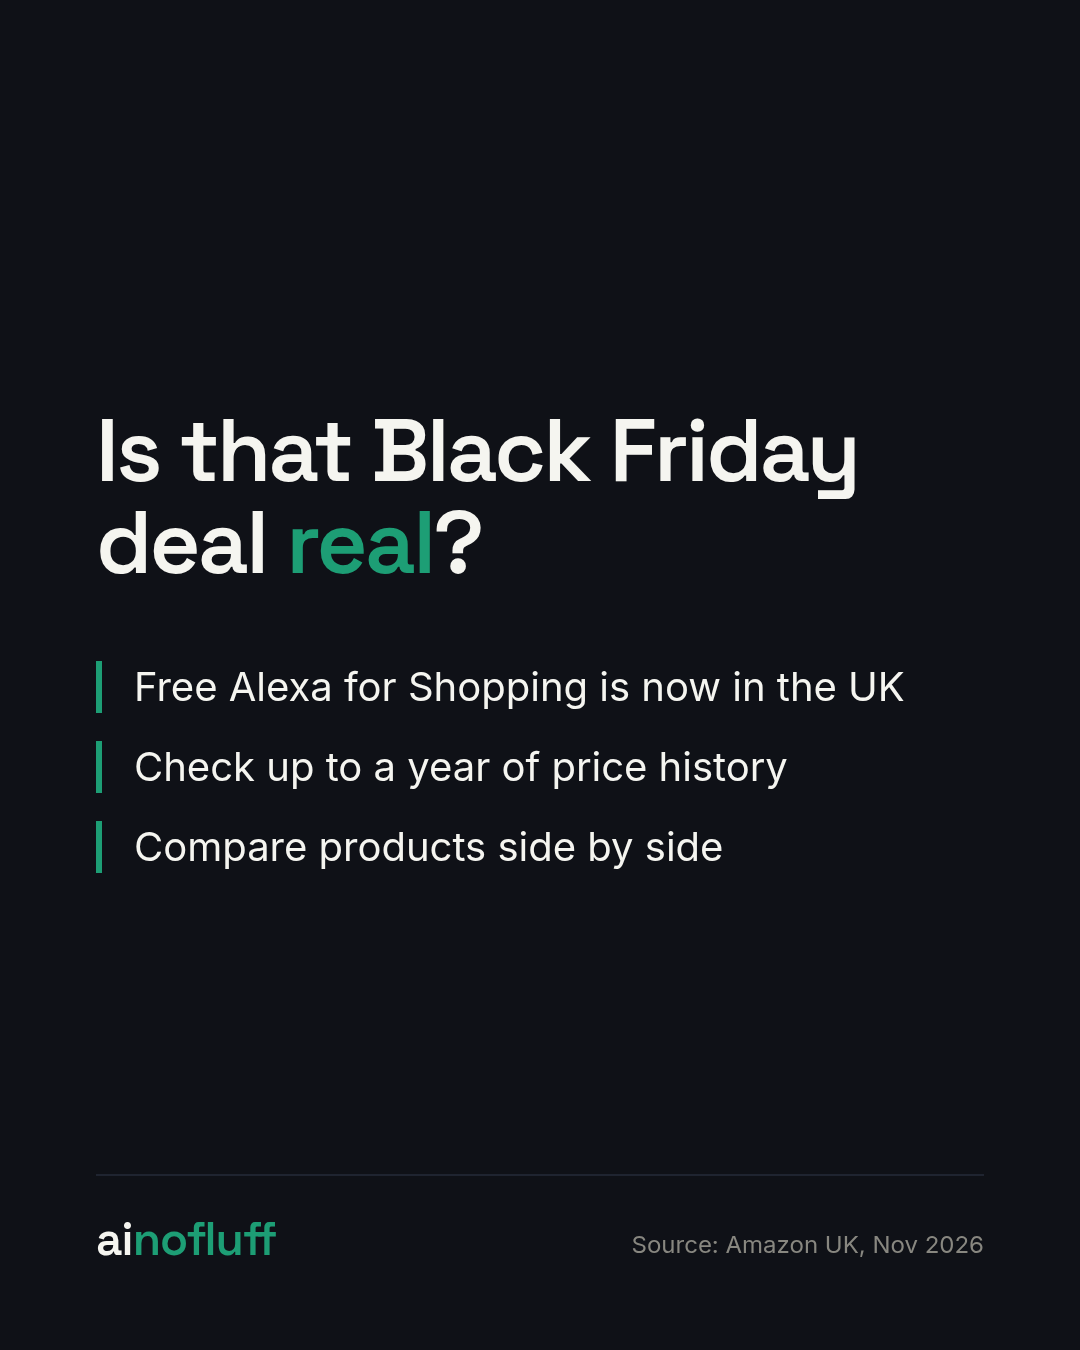 Is that Black Friday
deal real?
Free Alexa for Shopping is now in the UK
Check up to a year of price history
Compare products side by side
ainofluff
Source: Amazon UK, Nov 2026